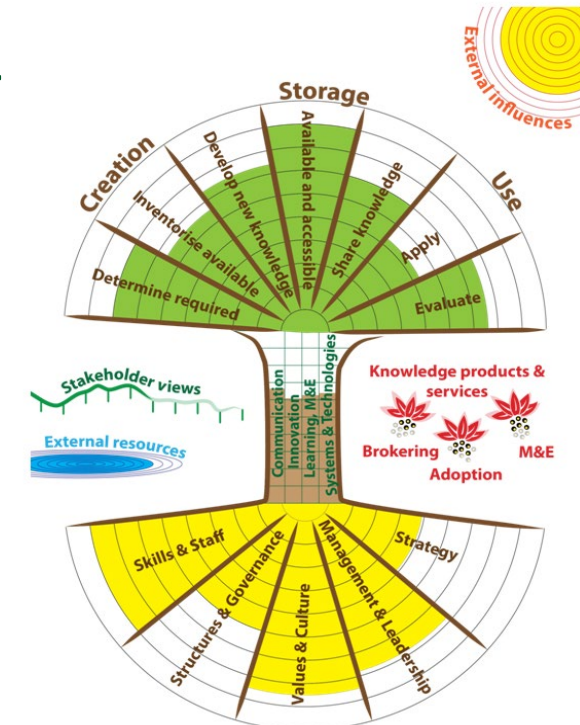 External influences
Storage
Creation
Use
Determine required
Inventorise available
Develop new knowledge
Available and accessible
Share knowledge
Apply
Evaluate
Stakeholder views
External resources
Communication
Innovation
Learning, M&E
Systems & Technologies
Knowledge products &
services
Brokering
Adoption
M&E
Skills & Staff
Structures & Governance
Values & Culture
Management & Leadership
Strategy